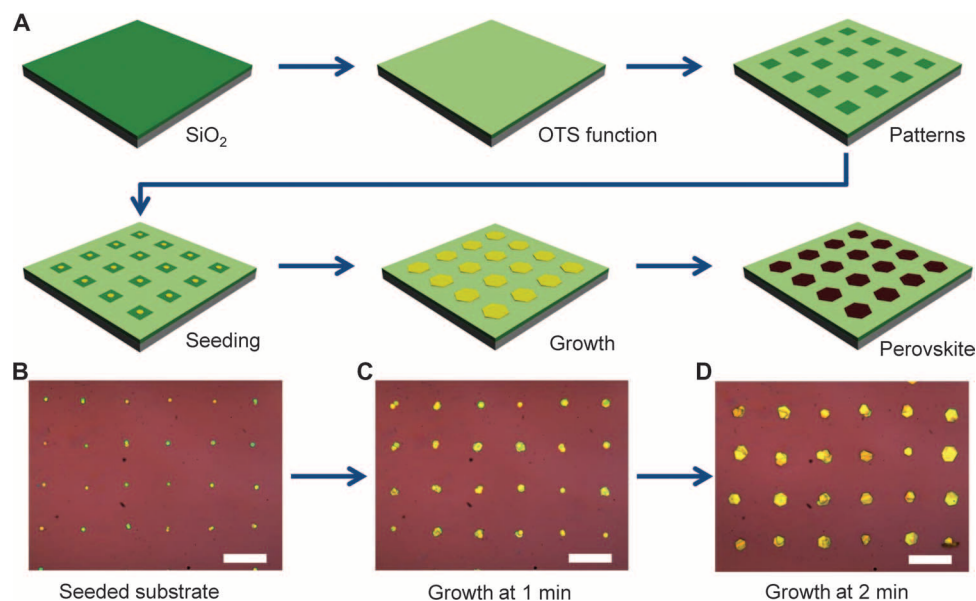 A
SiO₂
OTS function
Patterns
Seeding
Growth
Perovskite
B
C
D
Seeded substrate
Growth at 1 min
Growth at 2 min